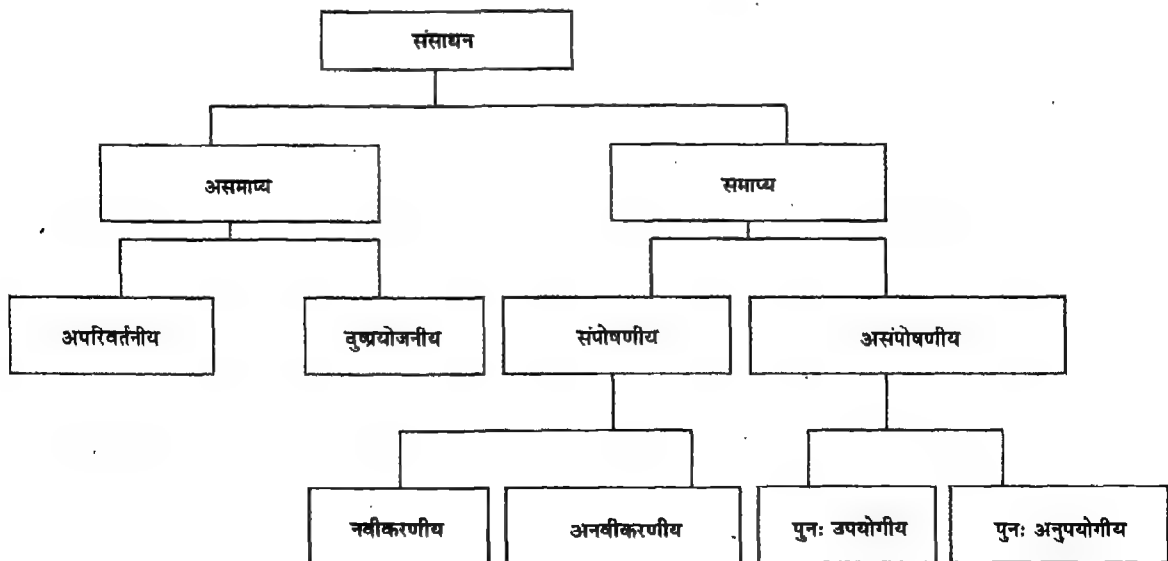 संसाधन
असमाप्य
समाप्य
अपरिवर्तनीय
दुष्प्रयोजनीय
संपोषणीय
असंपोषणीय
नवीकरणीय
अनवीकरणीय
पुनः उपयोगीय
पुनः अनुपयोगीय